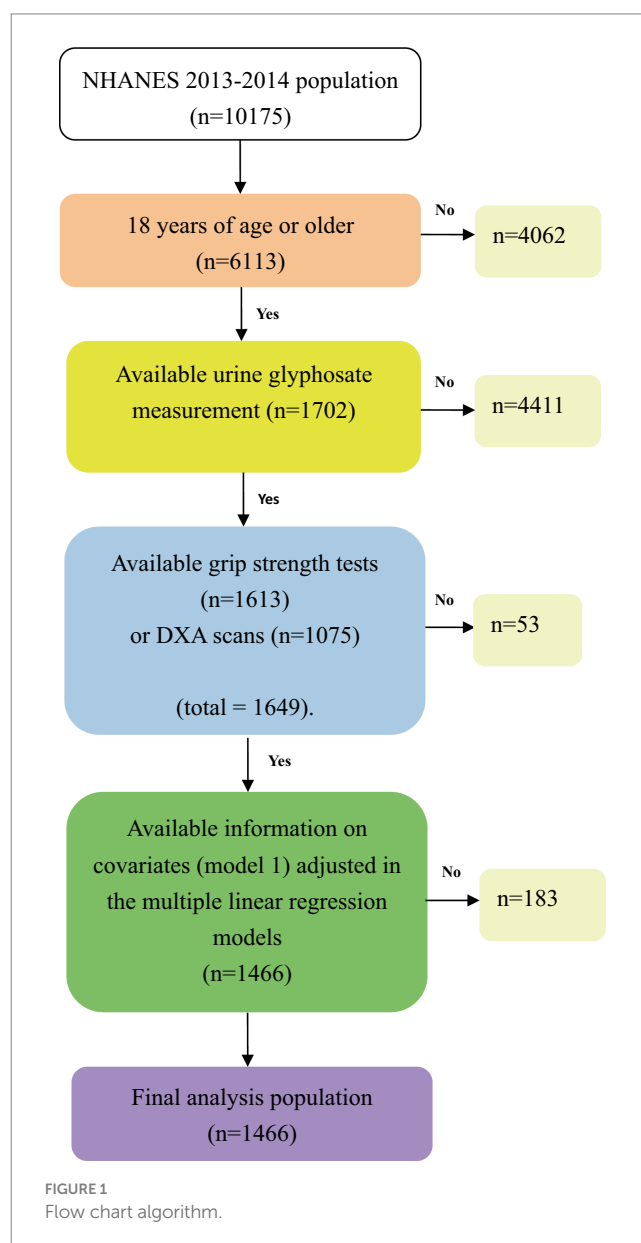 NHANES 2013-2014 population
(n=10175)
18 years of age or older
(n=6113)
No
n=4062
Yes
Available urine glyphosate
measurement (n=1702)
No
n=4411
Yes
Available grip strength tests
(n=1613)
or DXA scans (n=1075)
(total = 1649).
No
n=53
Yes
Available information on
covariates (model 1) adjusted in
the multiple linear regression
models
(n=1466)
No
n=183
Final analysis population
(n=1466)
FIGURE 1
Flow chart algorithm.